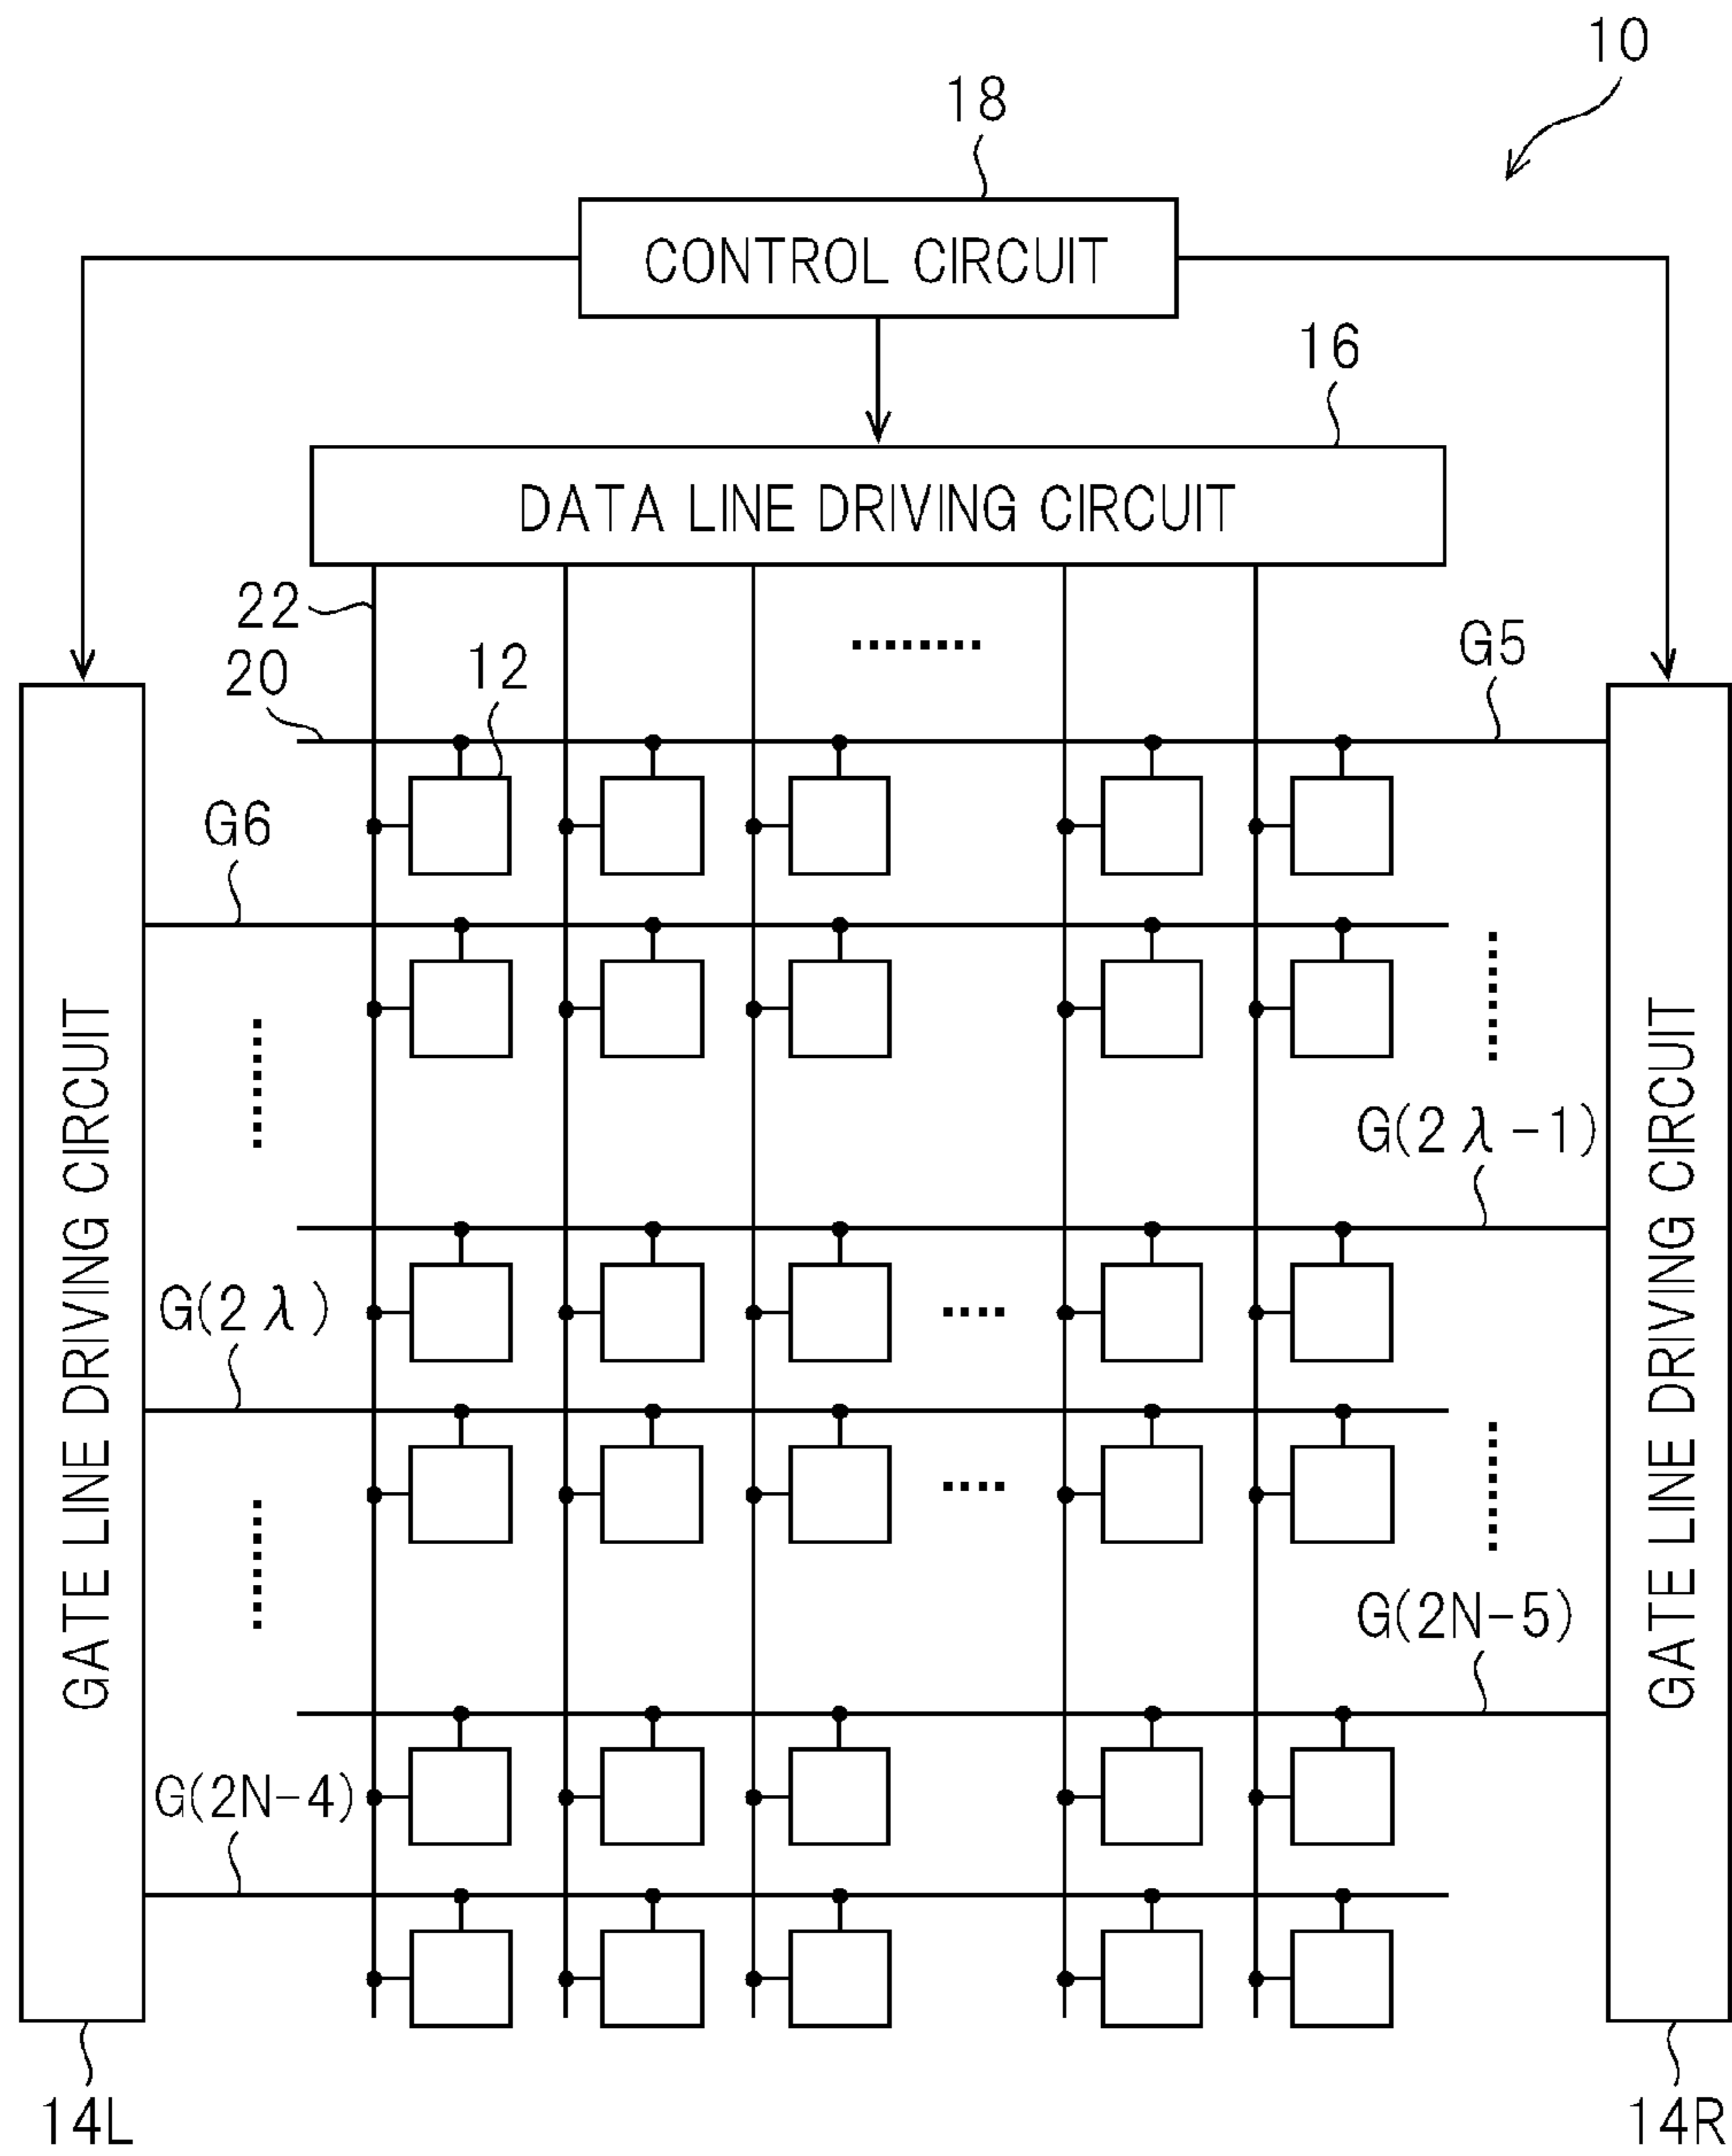 10
18
CONTROL CIRCUIT
16
DATA LINE DRIVING CIRCUIT
22
20
12
G5
G6
GATE LINE DRIVING CIRCUIT
GATE LINE DRIVING CIRCUIT
G(2λ-1)
G(2λ)
G(2N-5)
G(2N-4)
14L
14R